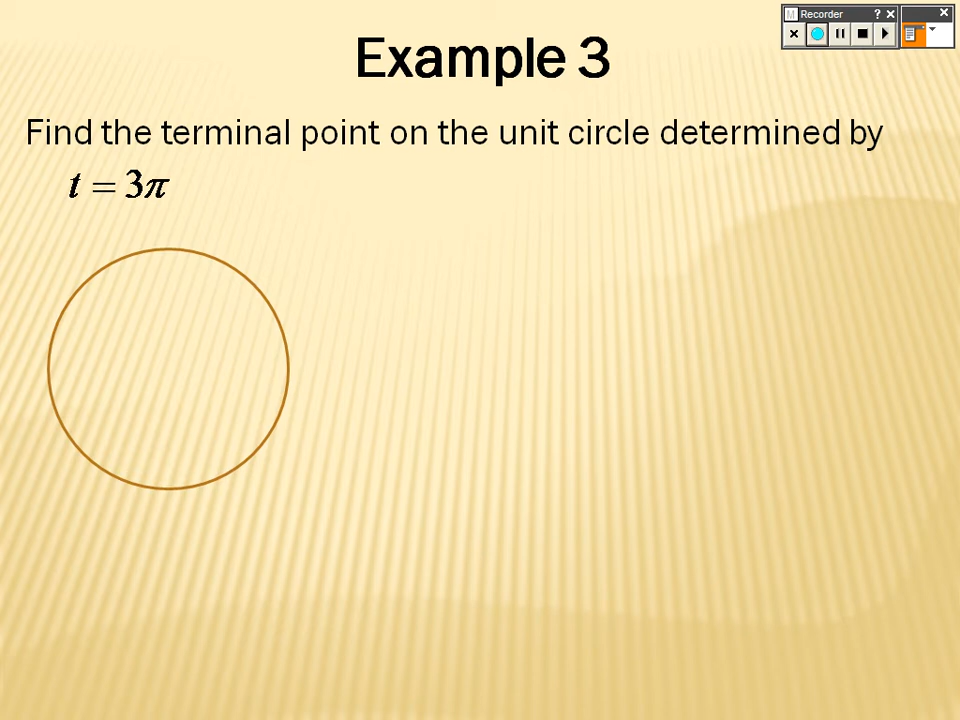 M Recorder ? ×
Example 3
Find the terminal point on the unit circle determined by
t = 3π